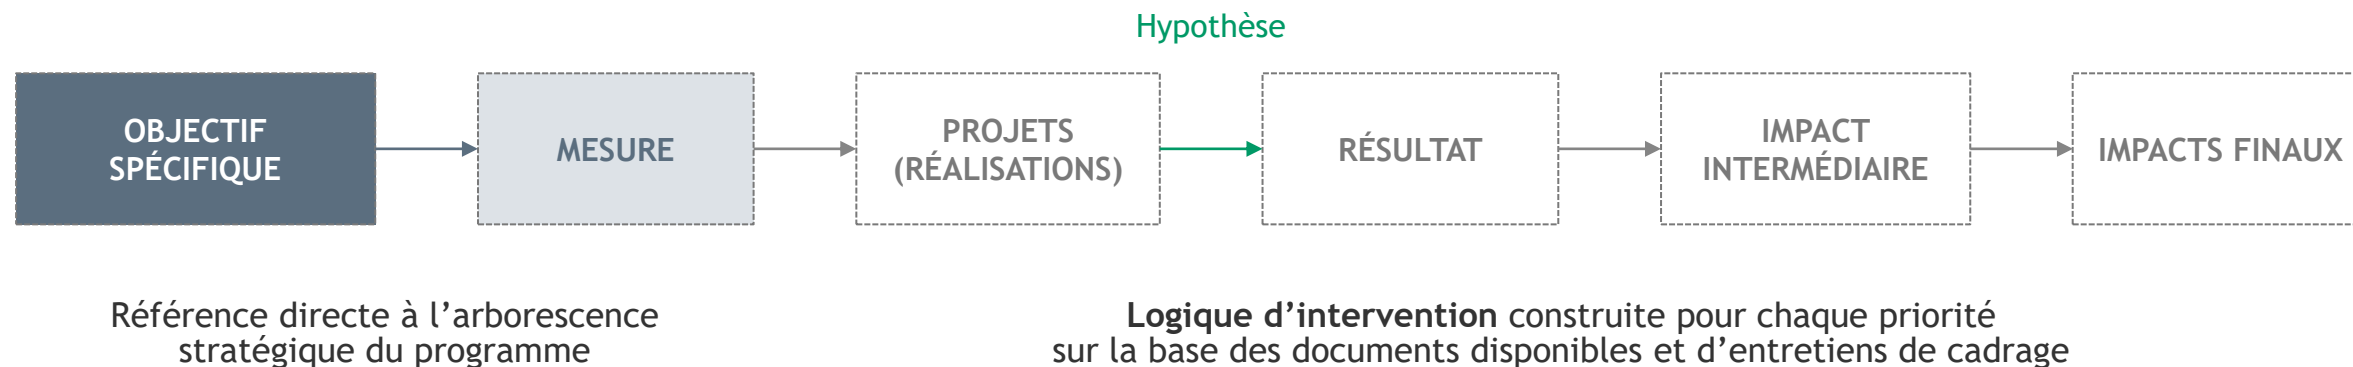 Hypothèse
OBJECTIF
SPÉCIFIQUE
MESURE
PROJETS
(RÉALISATIONS)
RÉSULTAT
IMPACT
INTERMÉDIAIRE
IMPACTS FINAUX
Référence directe à l’arborescence
stratégique du programme
Logique d’intervention construite pour chaque priorité
sur la base des documents disponibles et d’entretiens de cadrage